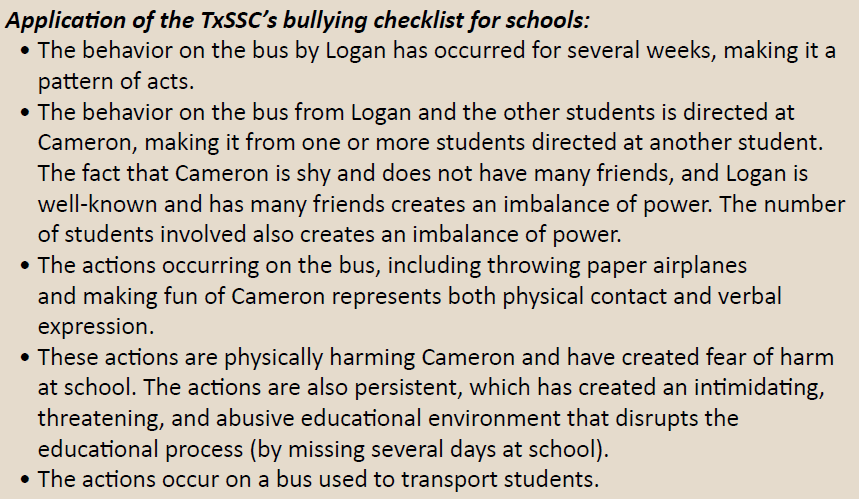 Application of the TxSSC's bullying checklist for schools:
• The behavior on the bus by Logan has occurred for several weeks, making it a
pattern of acts.
• The behavior on the bus from Logan and the other students is directed at
Cameron, making it from one or more students directed at another student.
The fact that Cameron is shy and does not have many friends, and Logan is
well-known and has many friends creates an imbalance of power. The number
of students involved also creates an imbalance of power.
• The actions occurring on the bus, including throwing paper airplanes
and making fun of Cameron represents both physical contact and verbal
expression.
• These actions are physically harming Cameron and have created fear of harm
at school. The actions are also persistent, which has created an intimidating,
threatening, and abusive educational environment that disrupts the
educational process (by missing several days at school).
• The actions occur on a bus used to transport students.